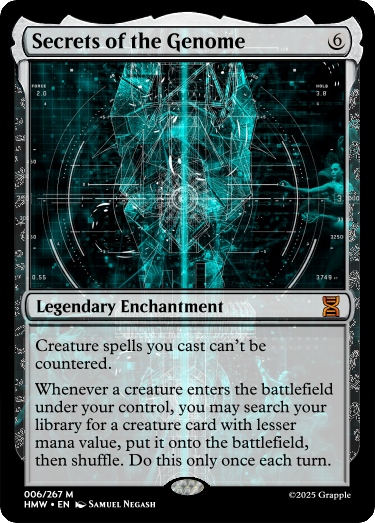 Secrets of the Genome
6
FORCE
2.0
HOLD
3.0
0.55
3749
Legendary Enchantment
Creature spells you cast can't be
countered.
Whenever a creature enters the battlefield
under your control, you may search your
library for a creature card with lesser
mana value, put it onto the battlefield,
then shuffle. Do this only once each turn.
006/267 M
HMW • EN Samuel Negash
©2025 Grapple